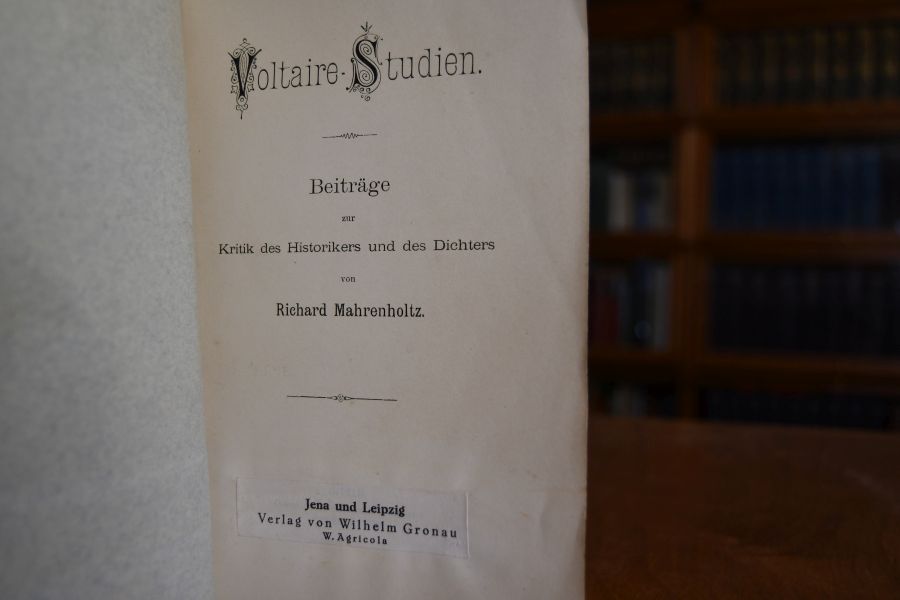 Voltaire-Studien.
Beiträge
zur
Kritik des Historikers und des Dichters
von
Richard Mahrenholtz.
Jena und Leipzig
Verlag von Wilhelm Gronau
W. Agricola